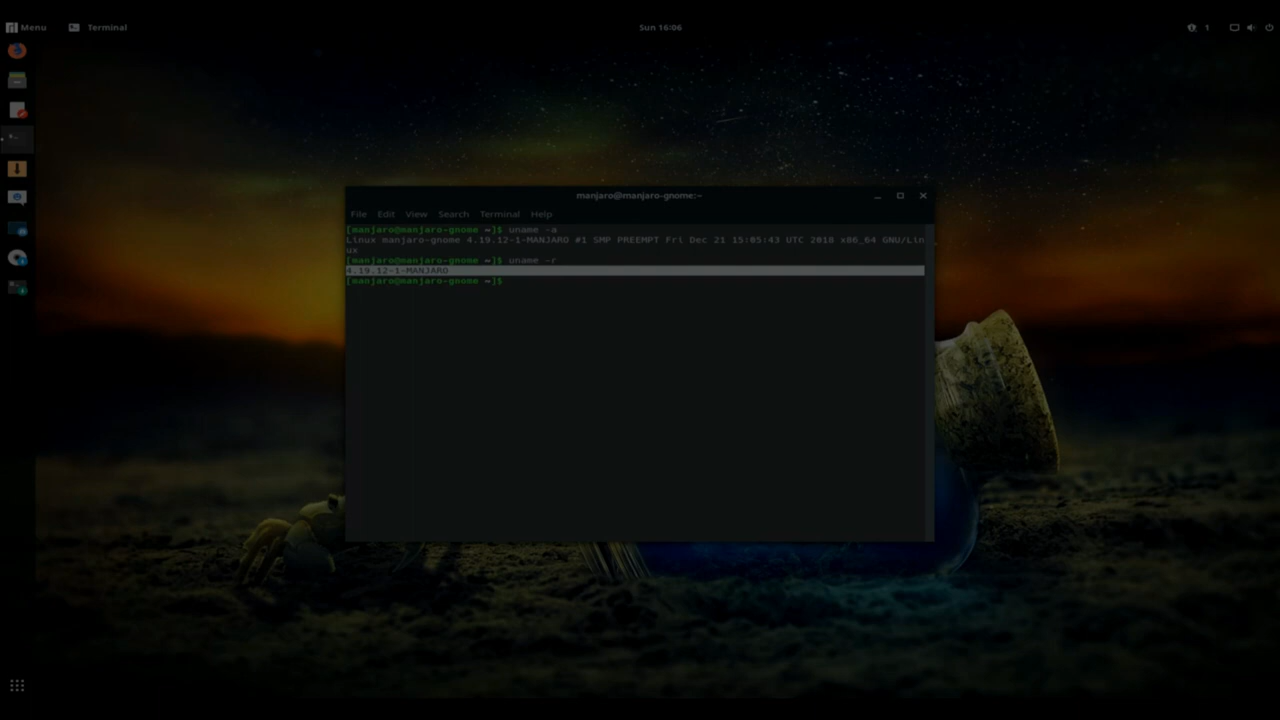 Menu Terminal Sun 16:06 1
manjaro@manjaro-gnome:~
File Edit View Search Terminal Help
[manjaro@manjaro-gnome ~]$ uname -a
Linux manjaro-gnome 4.19.12-1-MANJARO #1 SMP PREEMPT Fri Dec 21 15:05:43 UTC 2018 x86_64 GNU/Lin
ux
[manjaro@manjaro-gnome ~]$ uname -r
4.19.12-1-MANJARO
[manjaro@manjaro-gnome ~]$